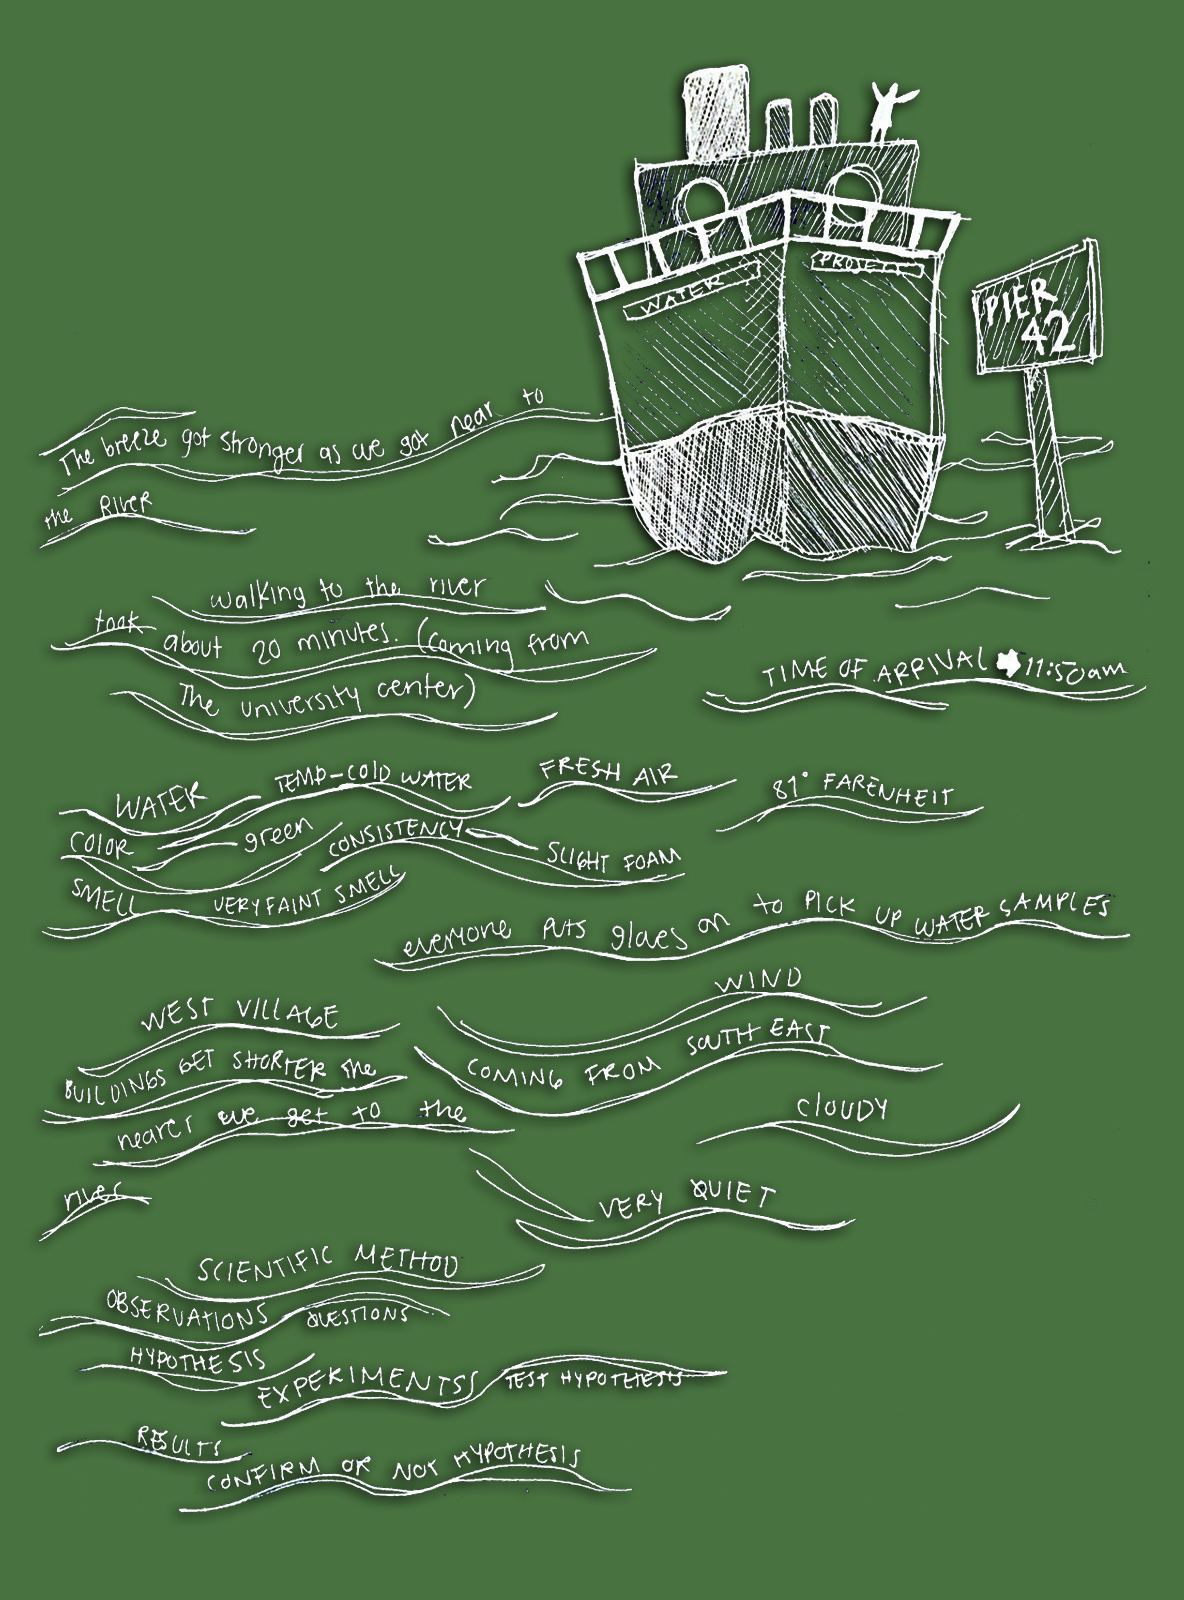 WATER
PROJECT
PIER
42
The breeze got stronger as we got near to
the RIVER
walking to the river
took about 20 minutes. (coming from
The university center)
TIME OF ARRIVAL 11:50am
WATER TEMP-COLD WATER
FRESH AIR
81° FARENHEIT
COLOR green
CONSISTENCY SLIGHT FOAM
SMELL VERY FAINT SMELL
everyone puts gloves on to PICK UP WATER SAMPLES
WIND
COMING FROM SOUTH EAST
WEST VILLAGE
BUILDINGS GET SHORTER the
nearer we get to the
river
CLOUDY
VERY QUIET
SCIENTIFIC METHOD
OBSERVATIONS QUESTIONS
HYPOTHESIS
EXPERIMENTSS TEST HYPOTHESIS
RESULTS
CONFIRM OR NOT HYPOTHESIS